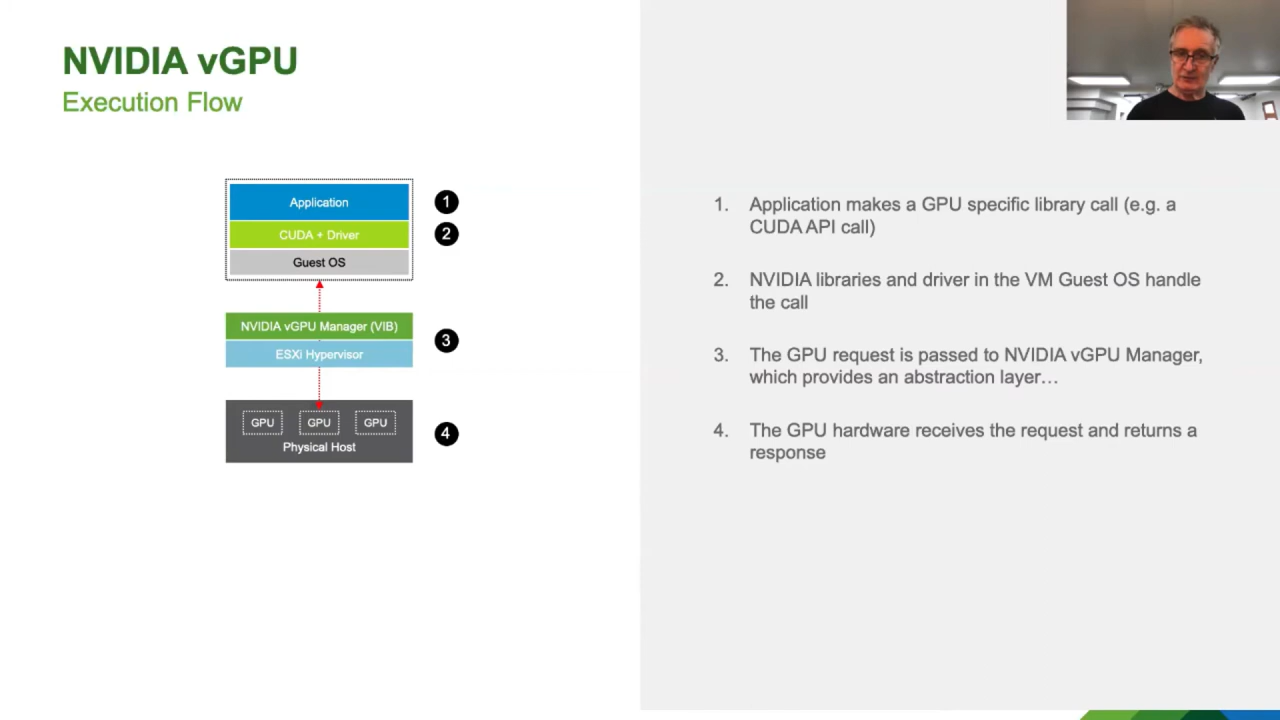 NVIDIA vGPU
Execution Flow
Application
1
CUDA + Driver
2
Guest OS
NVIDIA vGPU Manager (VIB)
3
ESXi Hypervisor
GPU GPU GPU
4
Physical Host
1. Application makes a GPU specific library call (e.g. a
CUDA API call)
2. NVIDIA libraries and driver in the VM Guest OS handle
the call
3. The GPU request is passed to NVIDIA vGPU Manager,
which provides an abstraction layer…
4. The GPU hardware receives the request and returns a
response